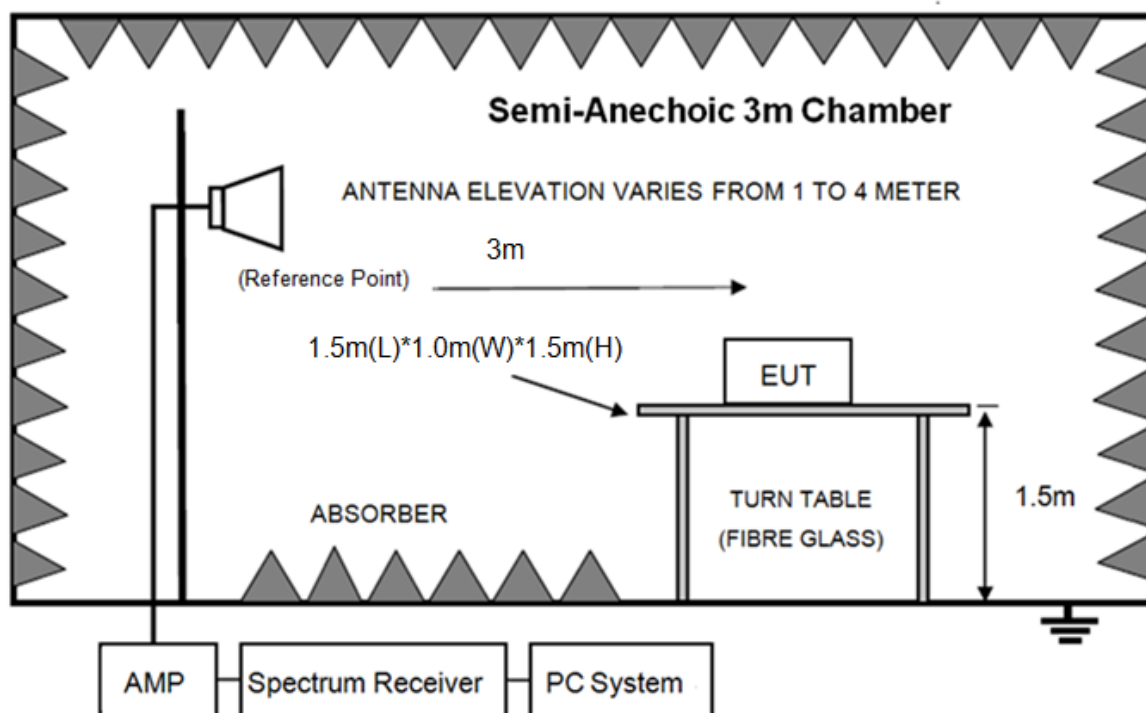 Semi-Anechoic 3m Chamber
ANTENNA ELEVATION VARIES FROM 1 TO 4 METER
3m
(Reference Point)
1.5m(L)*1.0m(W)*1.5m(H)
EUT
TURN TABLE
(FIBRE GLASS)
1.5m
ABSORBER
AMP
Spectrum Receiver
PC System